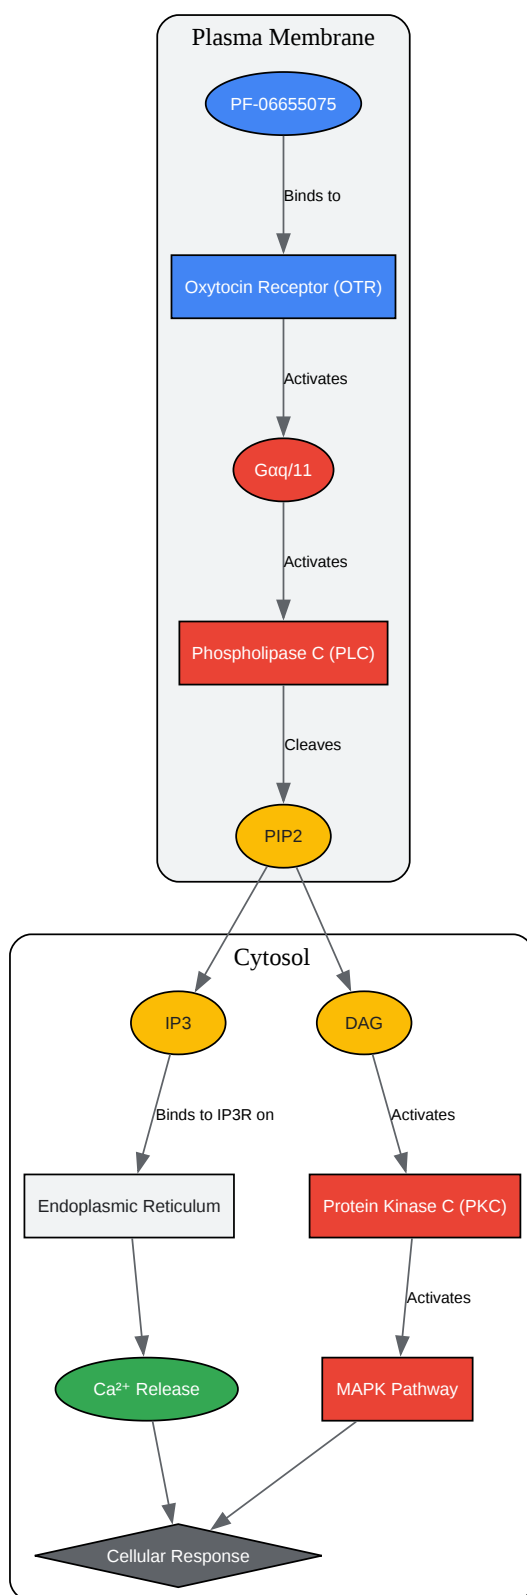 Plasma Membrane
PF-06655075
Binds to
Oxytocin Receptor (OTR)
Activates
Gαq/11
Activates
Phospholipase C (PLC)
Cleaves
PIP2
Cytosol
IP3
DAG
Binds to IP3R on
Activates
Endoplasmic Reticulum
Protein Kinase C (PKC)
Activates
Ca²⁺ Release
MAPK Pathway
Cellular Response